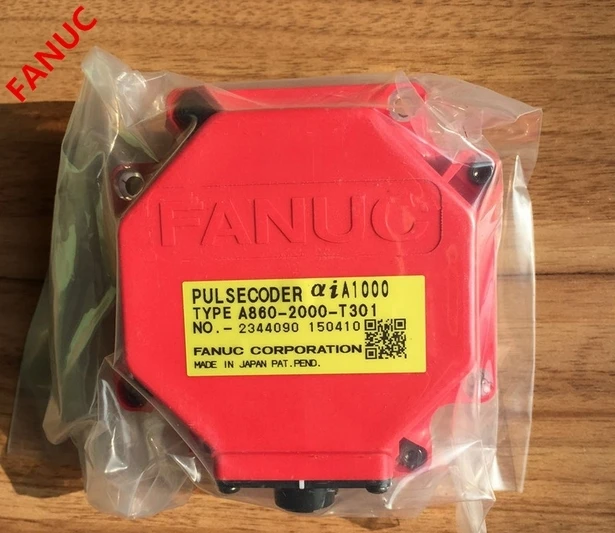 FANUC
FANUC
PULSECODER αiA1000
TYPE A860-2000-T301
NO.- 2344090 150410
FANUC CORPORATION
MADE IN JAPAN PAT.PEND.